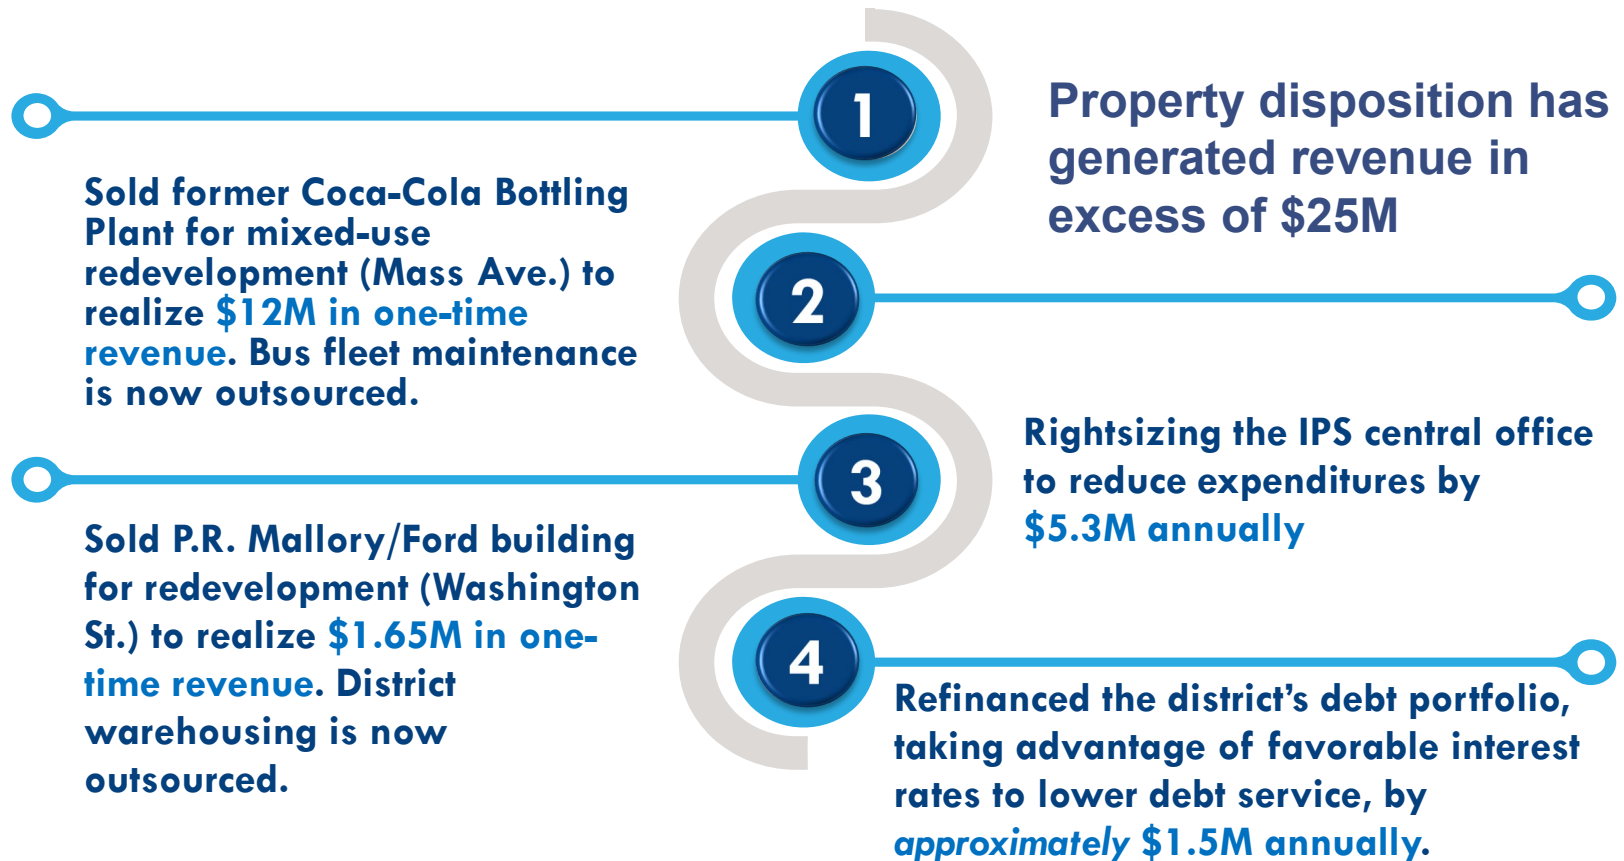 1
Property disposition has
generated revenue in
excess of $25M
Sold former Coca-Cola Bottling
Plant for mixed-use
redevelopment (Mass Ave.) to
realize $12M in one-time
revenue. Bus fleet maintenance
is now outsourced.
2
Rightsizing the IPS central office
to reduce expenditures by
$5.3M annually
3
Sold P.R. Mallory/Ford building
for redevelopment (Washington
St.) to realize $1.65M in one-
time revenue. District
warehousing is now
outsourced.
4
Refinanced the district’s debt portfolio,
taking advantage of favorable interest
rates to lower debt service, by
approximately $1.5M annually.